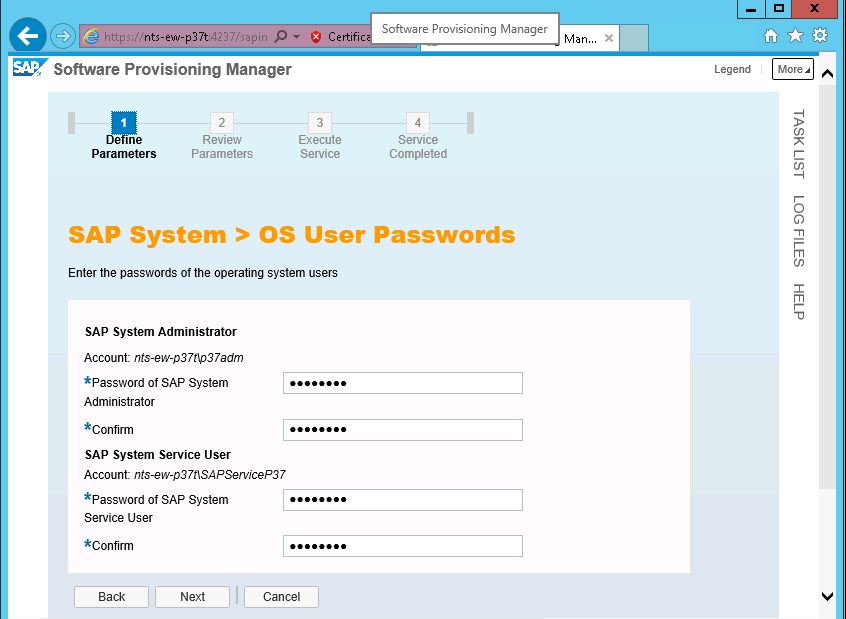 https://nts-ew-p37t:4237/sapin
Certifica
Software Provisioning Manager
Man...
SAP
Software Provisioning Manager
Legend
More
1
Define
Parameters
2
Review
Parameters
3
Execute
Service
4
Service
Completed
TASK LIST
LOG FILES
HELP
SAP System > OS User Passwords
Enter the passwords of the operating system users
SAP System Administrator
Account: nts-ew-p37t\p37adm
*Password of SAP System
Administrator
*Confirm
SAP System Service User
Account: nts-ew-p37t\SAPServiceP37
*Password of SAP System
Service User
*Confirm
Back
Next
Cancel